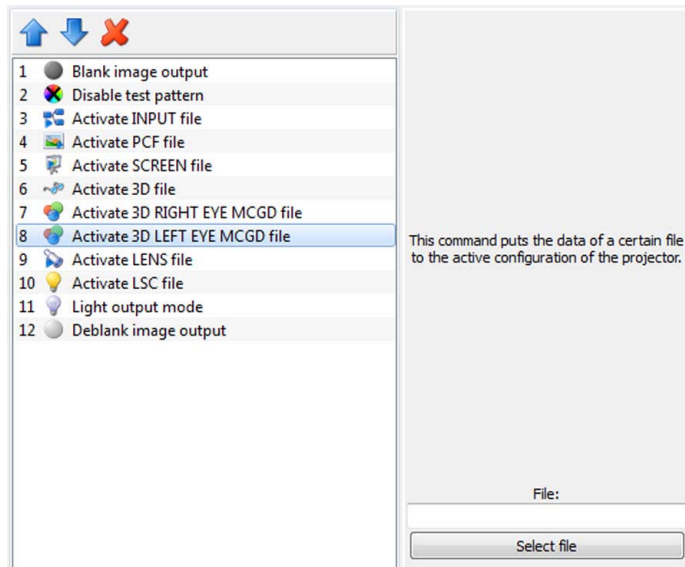 1 Blank image output
2 Disable test pattern
3 Activate INPUT file
4 Activate PCF file
5 Activate SCREEN file
6 Activate 3D file
7 Activate 3D RIGHT EYE MCGD file
8 Activate 3D LEFT EYE MCGD file
9 Activate LENS file
10 Activate LSC file
11 Light output mode
12 Deblank image output
This command puts the data of a certain file
to the active configuration of the projector.
File:
Select file